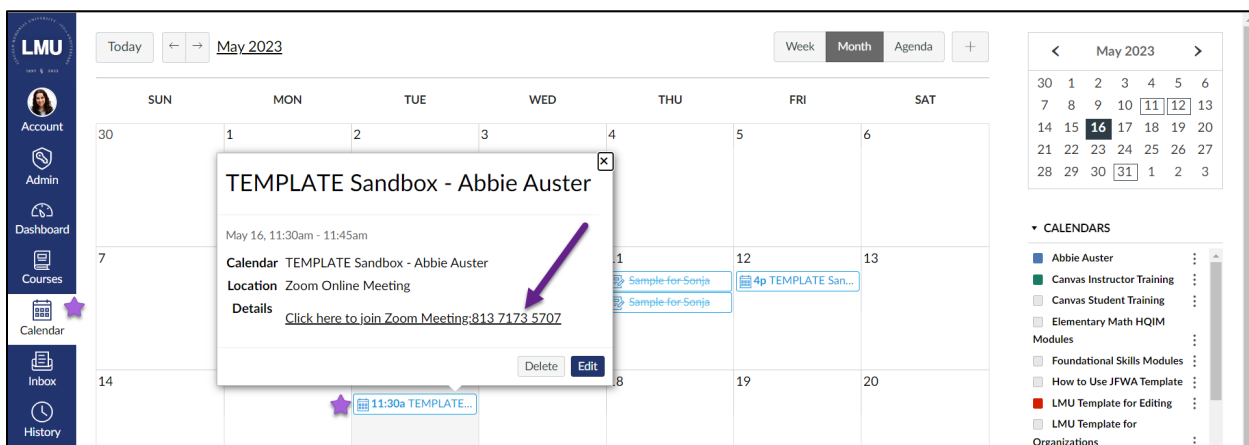 LMU
Account
Admin
Dashboard
Courses
Calendar
Inbox
History
Today ← → May 2023
Week Month Agenda +
SUN MON TUE WED THU FRI SAT
30 1 2 3 4 5 6
TEMPLATE Sandbox - Abbie Auster
May 16, 11:30am - 11:45am
Calendar TEMPLATE Sandbox - Abbie Auster
Location Zoom Online Meeting
Details
Click here to join Zoom Meeting:813 7173 5707
Delete Edit
7 12 13
Sample for Sonja
Sample for Sonja
4p TEMPLATE San...
14 19 20
11:30a TEMPLATE...
May 2023
30 1 2 3 4 5 6
7 8 9 10 11 12 13
14 15 16 17 18 19 20
21 22 23 24 25 26 27
28 29 30 31 1 2 3
CALENDARS
Abbie Auster
Canvas Instructor Training
Canvas Student Training
Elementary Math HQIM
Modules
Foundational Skills Modules
How to Use JFWA Template
LMU Template for Editing
LMU Template for
Organizations